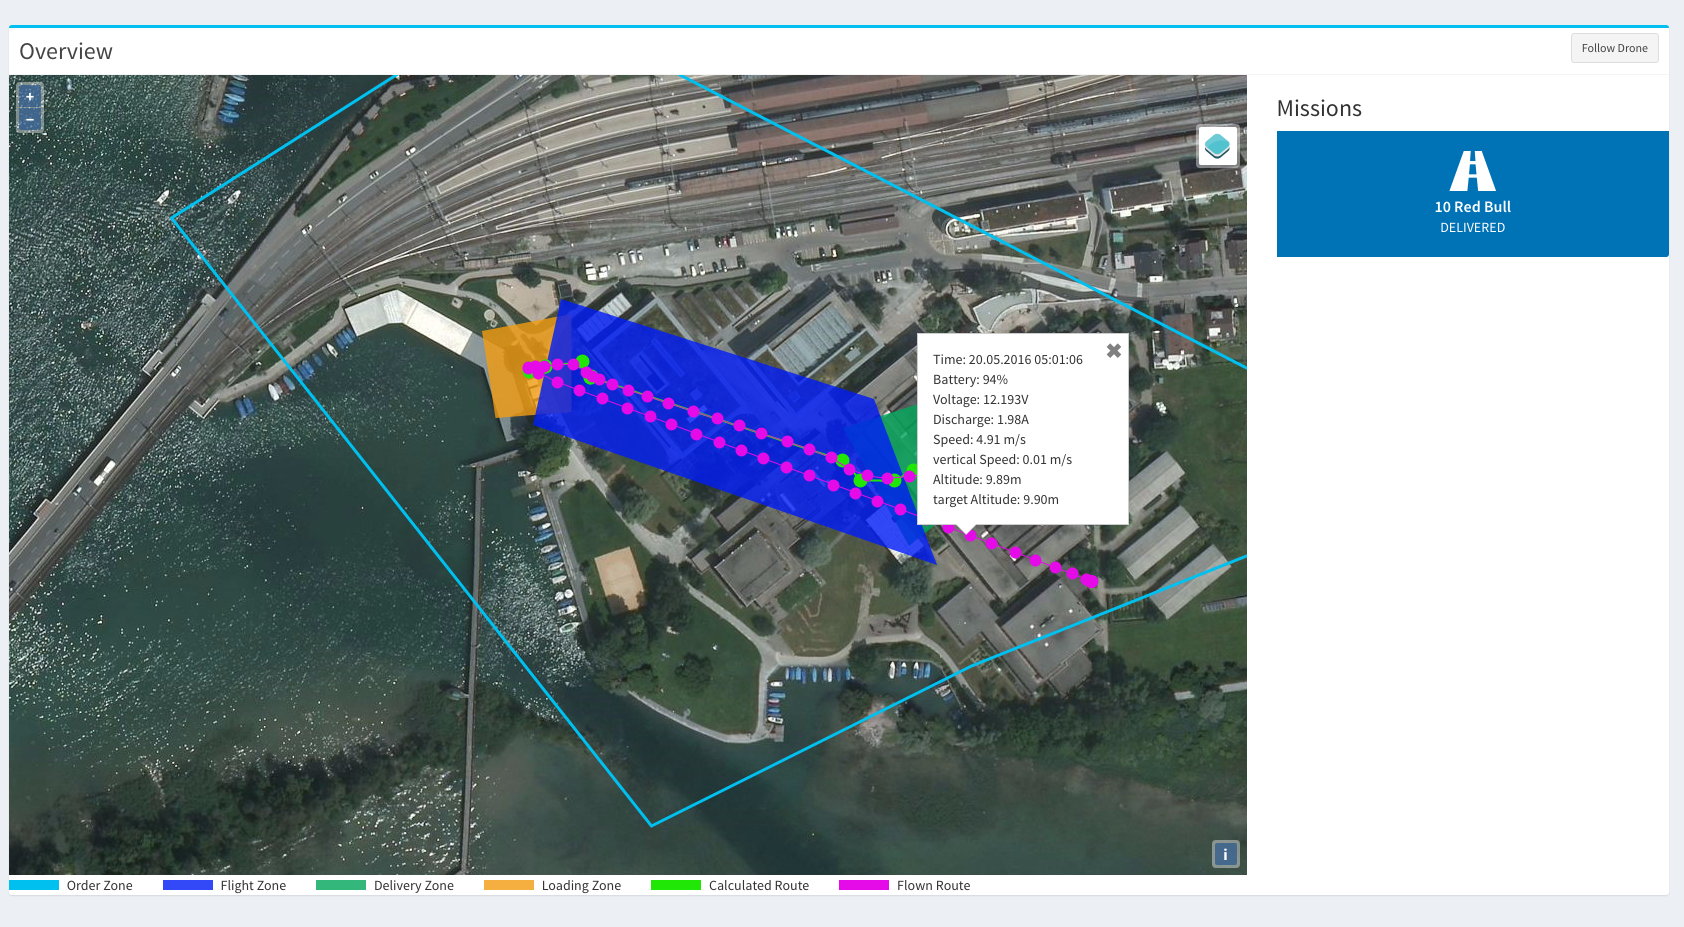 Overview
Follow Drone
+
−
Missions
10 Red Bull
DELIVERED
Time: 20.05.2016 05:01:06
Battery: 94%
Voltage: 12.193V
Discharge: 1.98A
Speed: 4.91 m/s
vertical Speed: 0.01 m/s
Altitude: 9.89m
target Altitude: 9.90m
i
Order Zone
Flight Zone
Delivery Zone
Loading Zone
Calculated Route
Flown Route